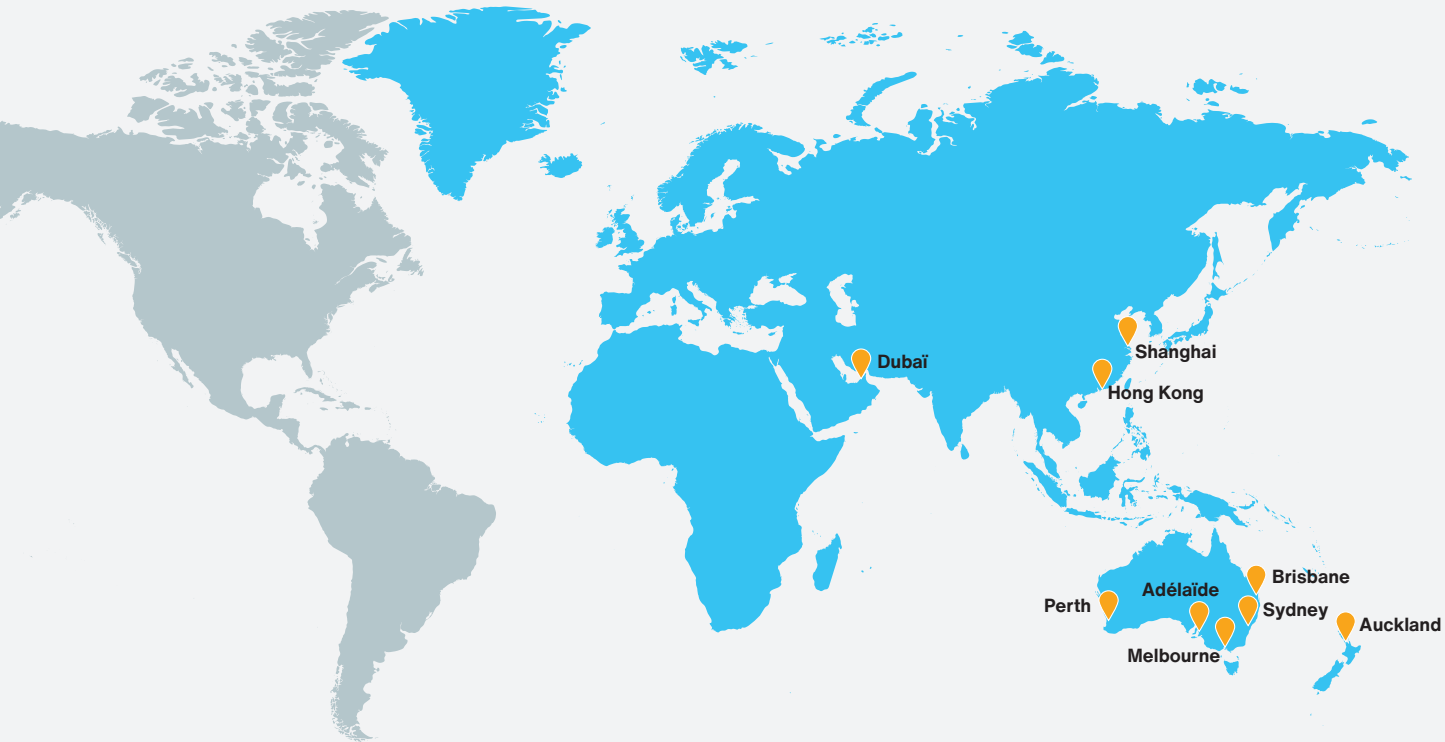 Shanghai
Dubaï
Hong Kong
Brisbane
Adélaïde
Perth
Sydney
Auckland
Melbourne